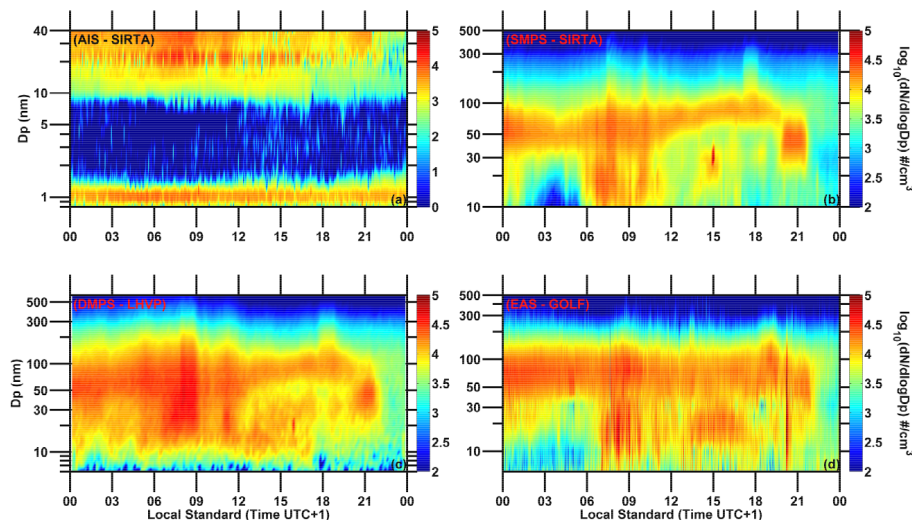 40
10
5
1
Dp (nm)
(AIS - SIRTA)
(a)
00 03 06 09 12 15 18 21 00
5
4
3
2
1
0
500
300
100
50
30
10
(SMPS - SIRTA)
(b)
00 03 06 09 12 15 18 21 00
5
4.5
4
3.5
3
2.5
2
log10(dN/dlogDp) #/cm3
500
300
100
50
30
10
Dp (nm)
(DMPS - LHVP)
00 03 06 09 12 15 18 21 00
Local Standard (Time UTC+1)
5
4.5
4
3.5
3
2.5
2
500
300
100
50
30
10
(EAS - GOLF)
(d)
00 03 06 09 12 15 18 21 00
Local Standard (Time UTC+1)
5
4.5
4
3.5
3
2.5
2
log10(dN/dlogDp) #/cm3